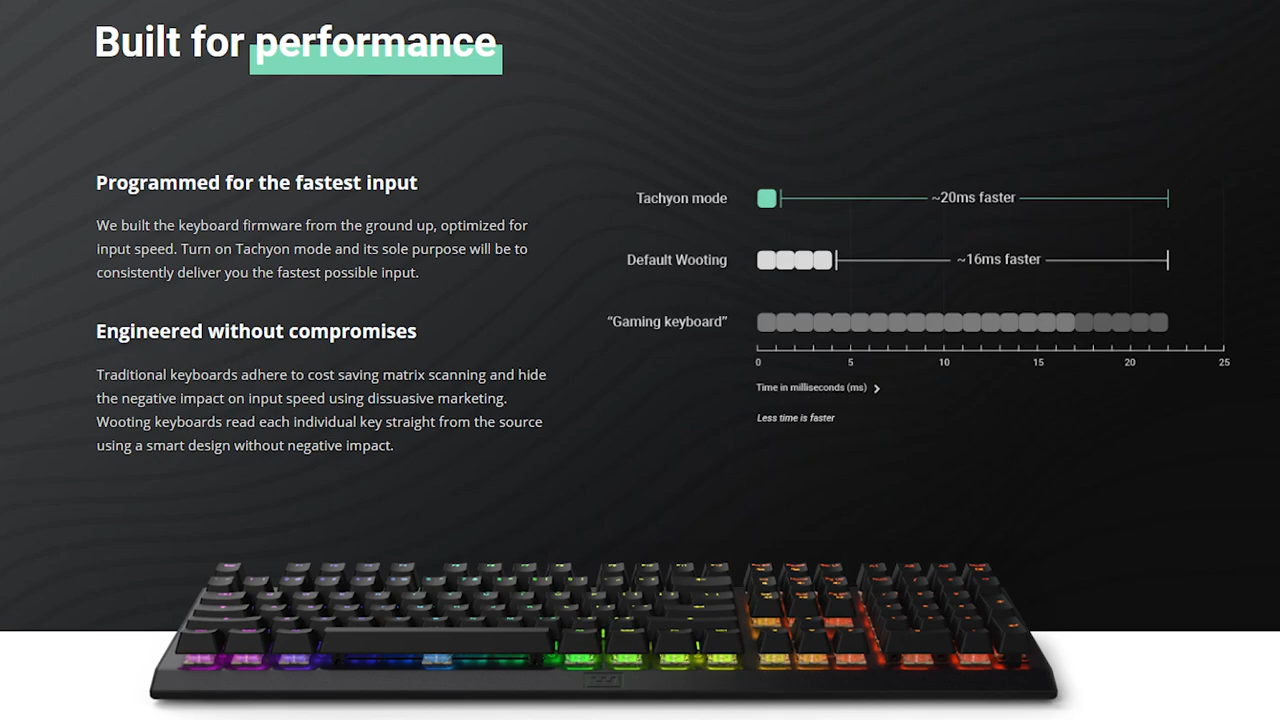 Built for performance
Programmed for the fastest input
We built the keyboard firmware from the ground up, optimized for
input speed. Turn on Tachyon mode and its sole purpose will be to
consistently deliver you the fastest possible input.
Engineered without compromises
Traditional keyboards adhere to cost saving matrix scanning and hide
the negative impact on input speed using dissuasive marketing.
Wooting keyboards read each individual key straight from the source
using a smart design without negative impact.
Tachyon mode
~20ms faster
Default Wooting
~16ms faster
“Gaming keyboard”
0 5 10 15 20 25
Time in milliseconds (ms)
Less time is faster